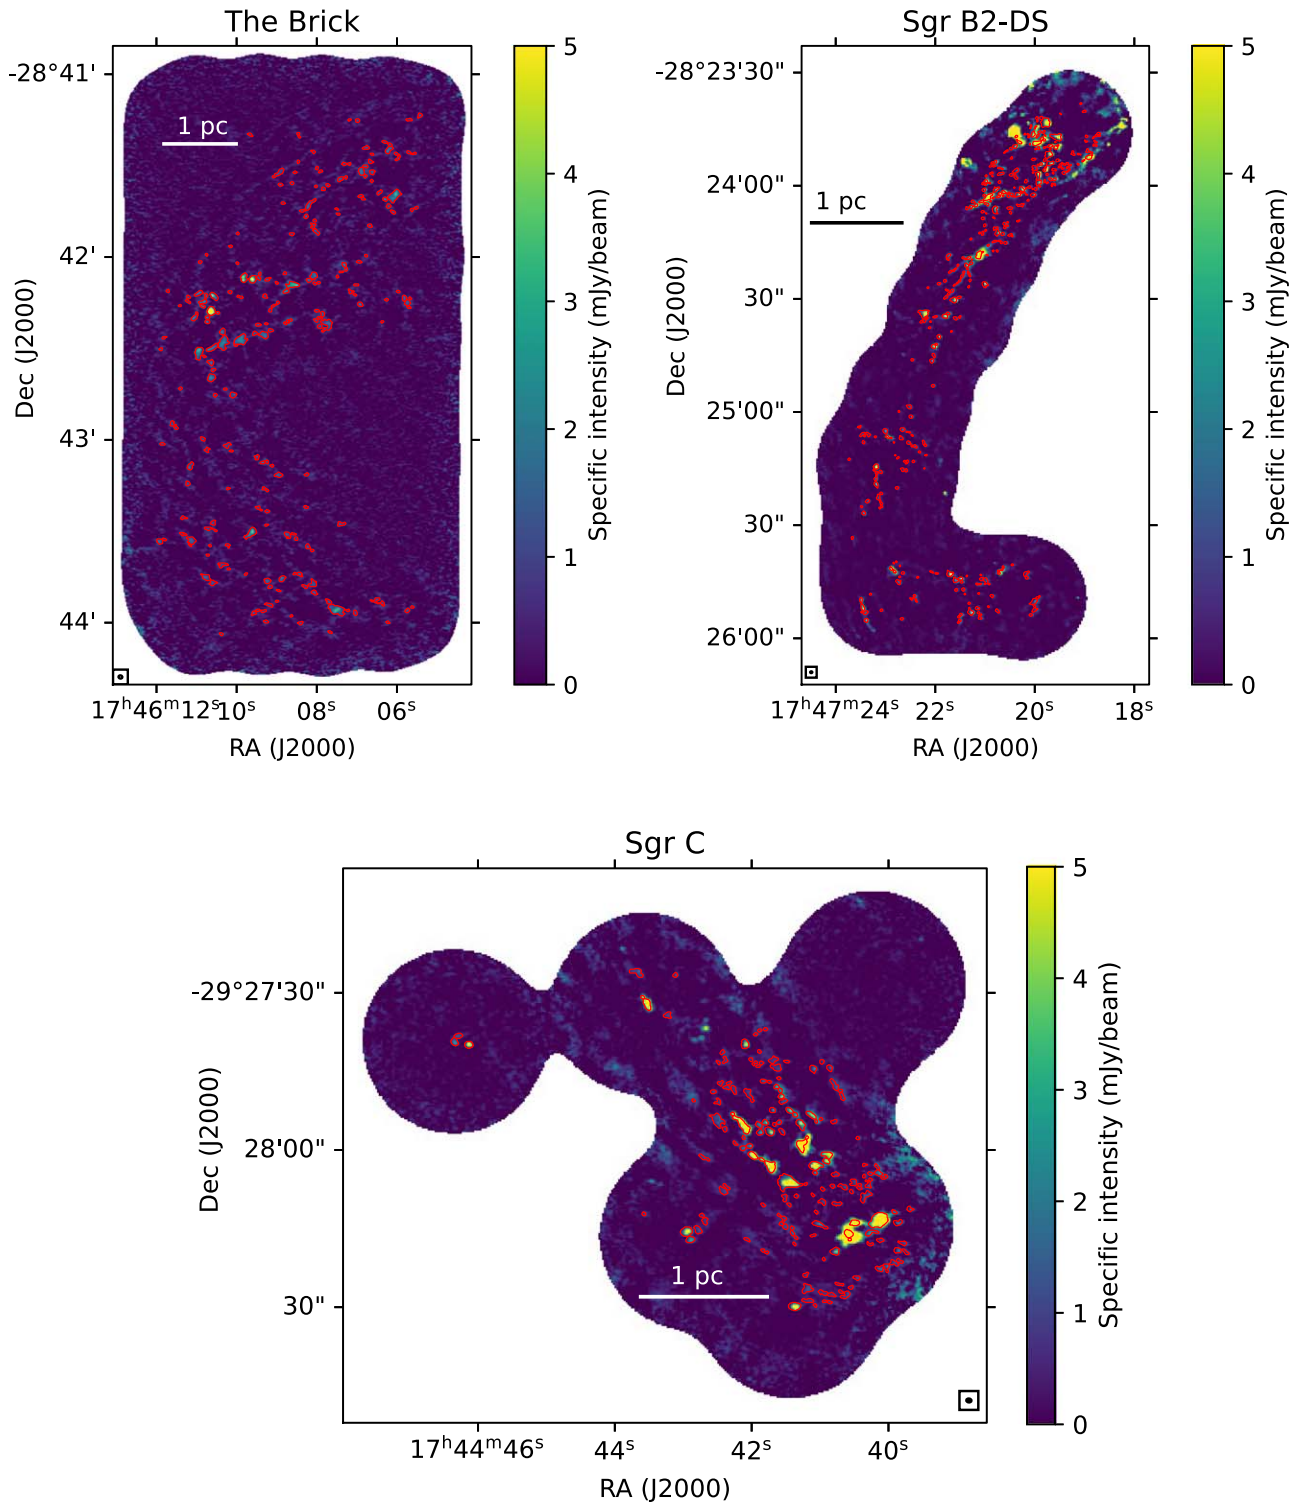 The Brick
-28°41'
42'
43'
44'
Dec (J2000)
1 pc
17ʰ46ᵐ12ˢ
10ˢ
08ˢ
06ˢ
RA (J2000)
5
4
3
2
1
0
Specific intensity (mJy/beam)
Sgr B2-DS
-28°23'30"
24'00"
30"
25'00"
30"
26'00"
Dec (J2000)
1 pc
17ʰ47ᵐ24ˢ
22ˢ
20ˢ
18ˢ
RA (J2000)
5
4
3
2
1
0
Specific intensity (mJy/beam)
Sgr C
-29°27'30"
28'00"
30"
Dec (J2000)
1 pc
17ʰ44ᵐ46ˢ
44ˢ
42ˢ
40ˢ
RA (J2000)
5
4
3
2
1
0
Specific intensity (mJy/beam)